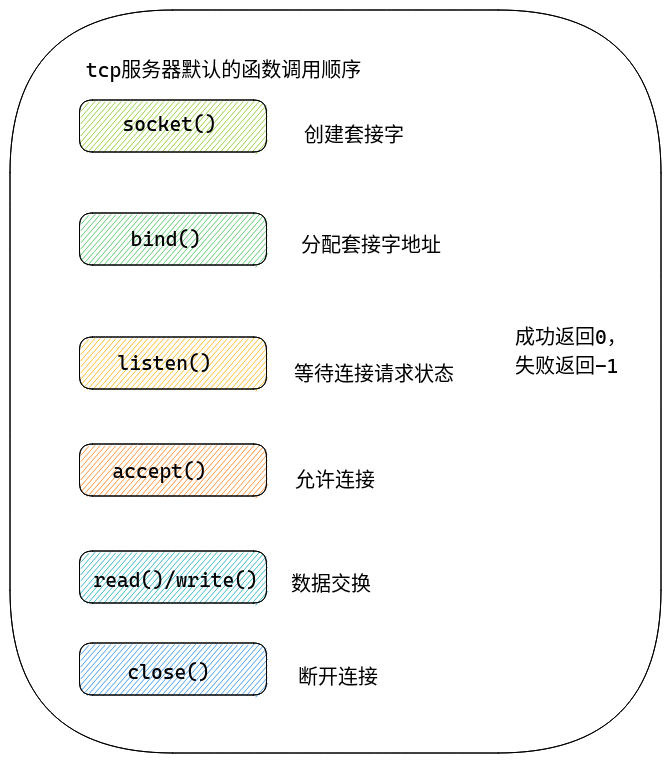 tcp服务器默认的函数调用顺序
socket()
创建套接字
bind()
分配套接字地址
listen()
等待连接请求状态
成功返回0，
失败返回-1
accept()
允许连接
read()/write()
数据交换
close()
断开连接